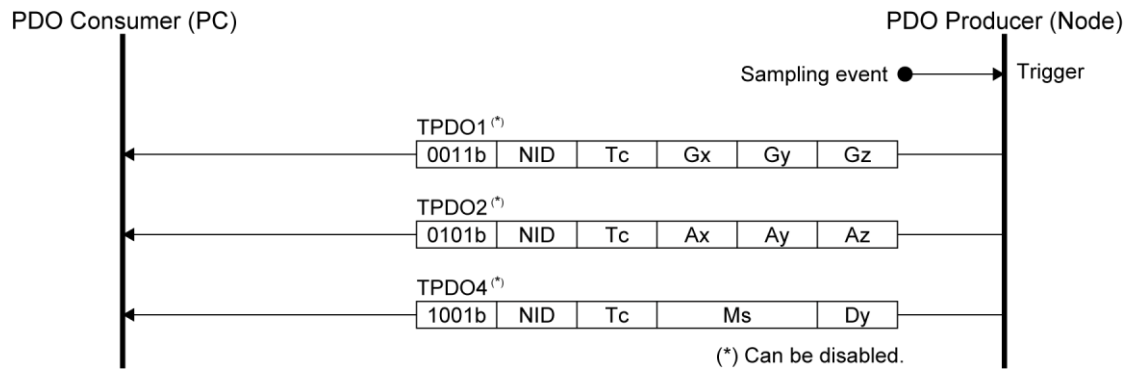 PDO Consumer (PC) PDO Producer (Node)
Sampling event Trigger
TPDO1 (*)
0011b NID Tc Gx Gy Gz
TPDO2 (*)
0101b NID Tc Ax Ay Az
TPDO4 (*)
1001b NID Tc Ms Dy
(*) Can be disabled.